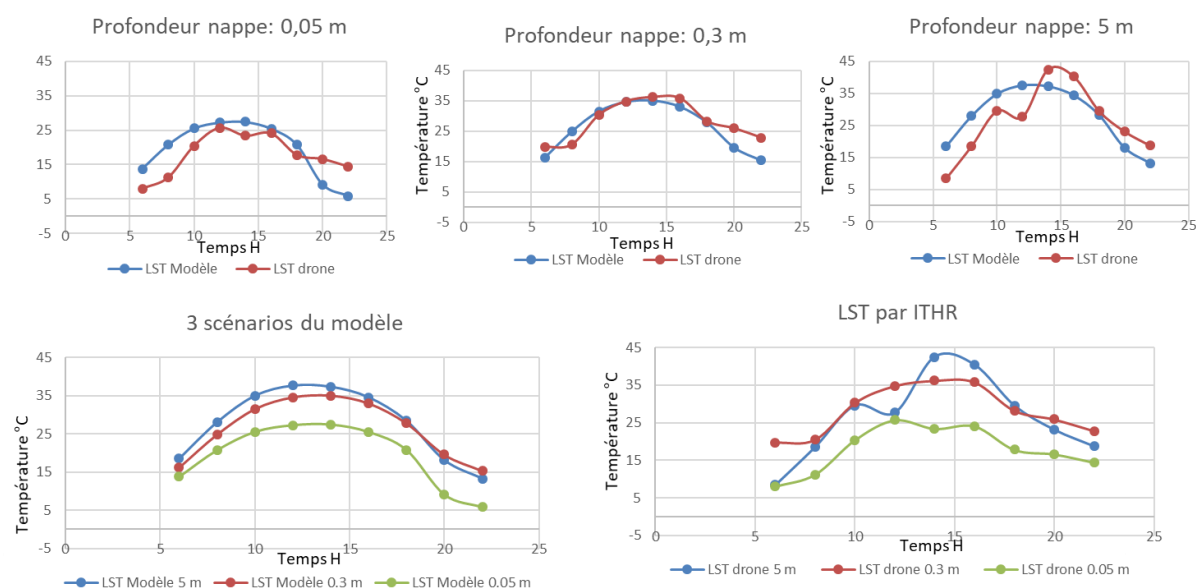 Profondeur nappe: 0,05 m
45
35
25
15
5
-5
0
5
10
15
20
25
Température °C
Temps H
LST Modèle
LST drone
Profondeur nappe: 0,3 m
45
35
25
15
5
-5
0
5
10
15
20
25
Température °C
Temps H
LST Modèle
LST drone
Profondeur nappe: 5 m
45
35
25
15
5
-5
0
5
10
15
20
25
Température °C
Temps H
LST Modèle
LST drone
3 scénarios du modèle
45
35
25
15
5
-5
0
5
10
15
20
25
Température °C
Temps H
LST Modèle 5 m
LST Modèle 0.3 m
LST Modèle 0.05 m
LST par ITHR
45
35
25
15
5
-5
0
5
10
15
20
25
Température °C
Temps H
LST drone 5 m
LST drone 0.3 m
LST drone 0.05 m